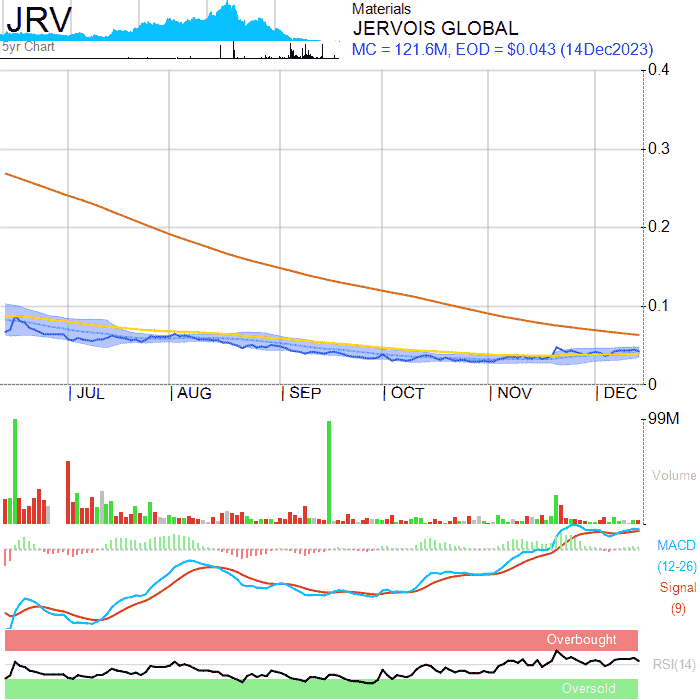 JRV
5yr Chart
Materials
JERVOIS GLOBAL
MC = 121.6M, EOD = $0.043 (14Dec2023)
0.4
0.3
0.2
0.1
0
JUL AUG SEP OCT NOV DEC
99M
Volume
MACD
(12-26)
Signal
(9)
Overbought
RSI(14)
Oversold